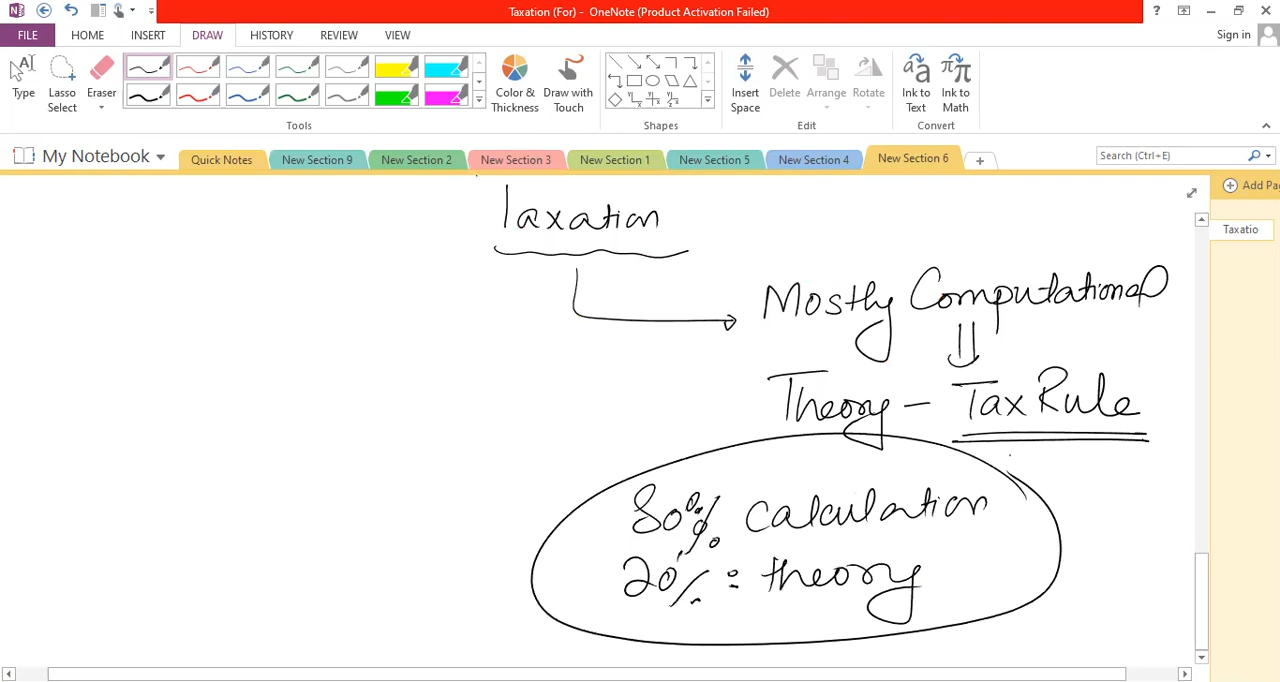 Taxation (For) - OneNote (Product Activation Failed)
?
Sign in
FILE HOME INSERT DRAW HISTORY REVIEW VIEW
Type
Lasso Select
Eraser
Color & Thickness
Draw with Touch
Insert Space
Delete
Arrange
Rotate
Ink to Text
Ink to Math
Tools
Shapes
Edit
Convert
My Notebook
Quick Notes New Section 9 New Section 2 New Section 3 New Section 1 New Section 5 New Section 4 New Section 6
Search (Ctrl+E)
Add Pag
Taxatio
Taxation
Mostly Computational
Theory - Tax Rule
80% calculation
20% = theory